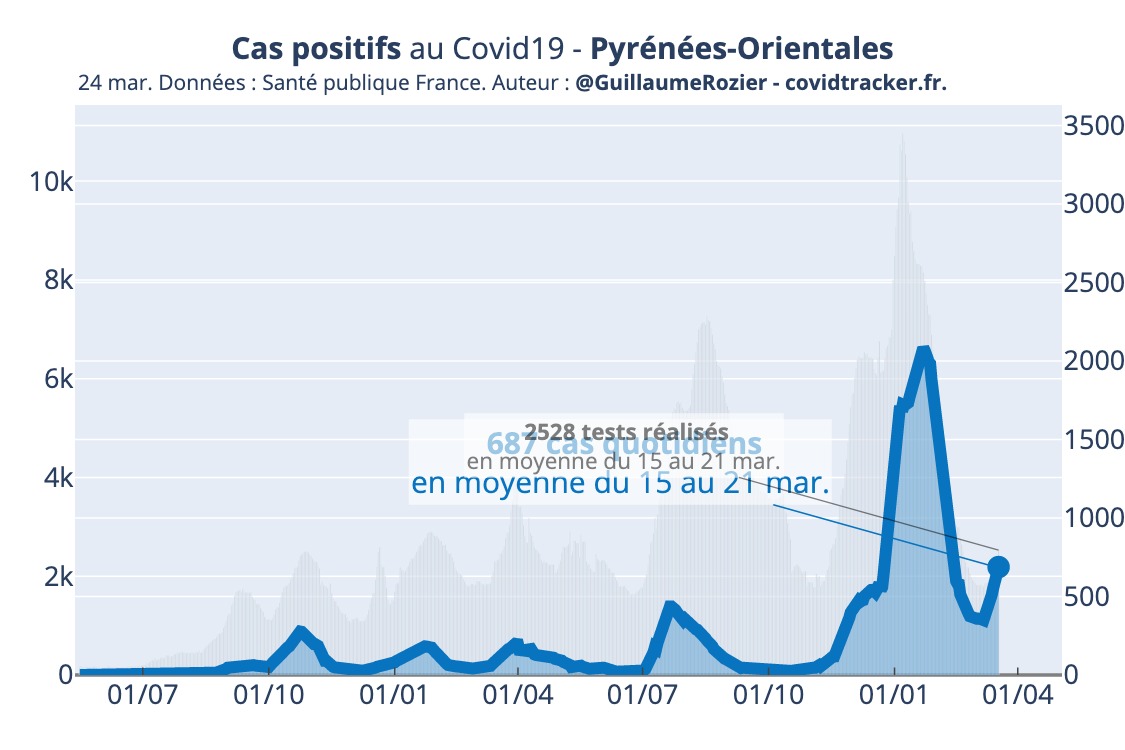 Cas positifs au Covid19 - Pyrénées-Orientales
24 mar. Données : Santé publique France. Auteur : @GuillaumeRozier - covidtracker.fr.
3500
10k
3000
8k
2500
6k
2000
2528 tests réalisés
687 cas quotidiens
1500
en moyenne du 15 au 21 mar.
4k
en moyenne du 15 au 21 mar.
1000
2k
500
0
0
01/07 01/10 01/01 01/04 01/07 01/10 01/01 01/04